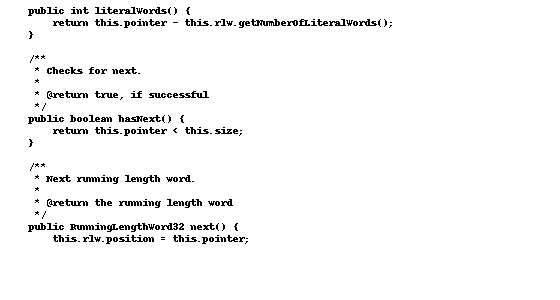 public int literalWords() {
return this.pointer - this.rlw.getNumberOfLiteralWords();
}
/**
* Checks for next.
*
* @return true, if successful
*/
public boolean hasNext() {
return this.pointer < this.size;
}
/**
* Next running length word.
*
* @return the running length word
*/
public RunningLengthWord32 next() {
this.rlw.position = this.pointer;